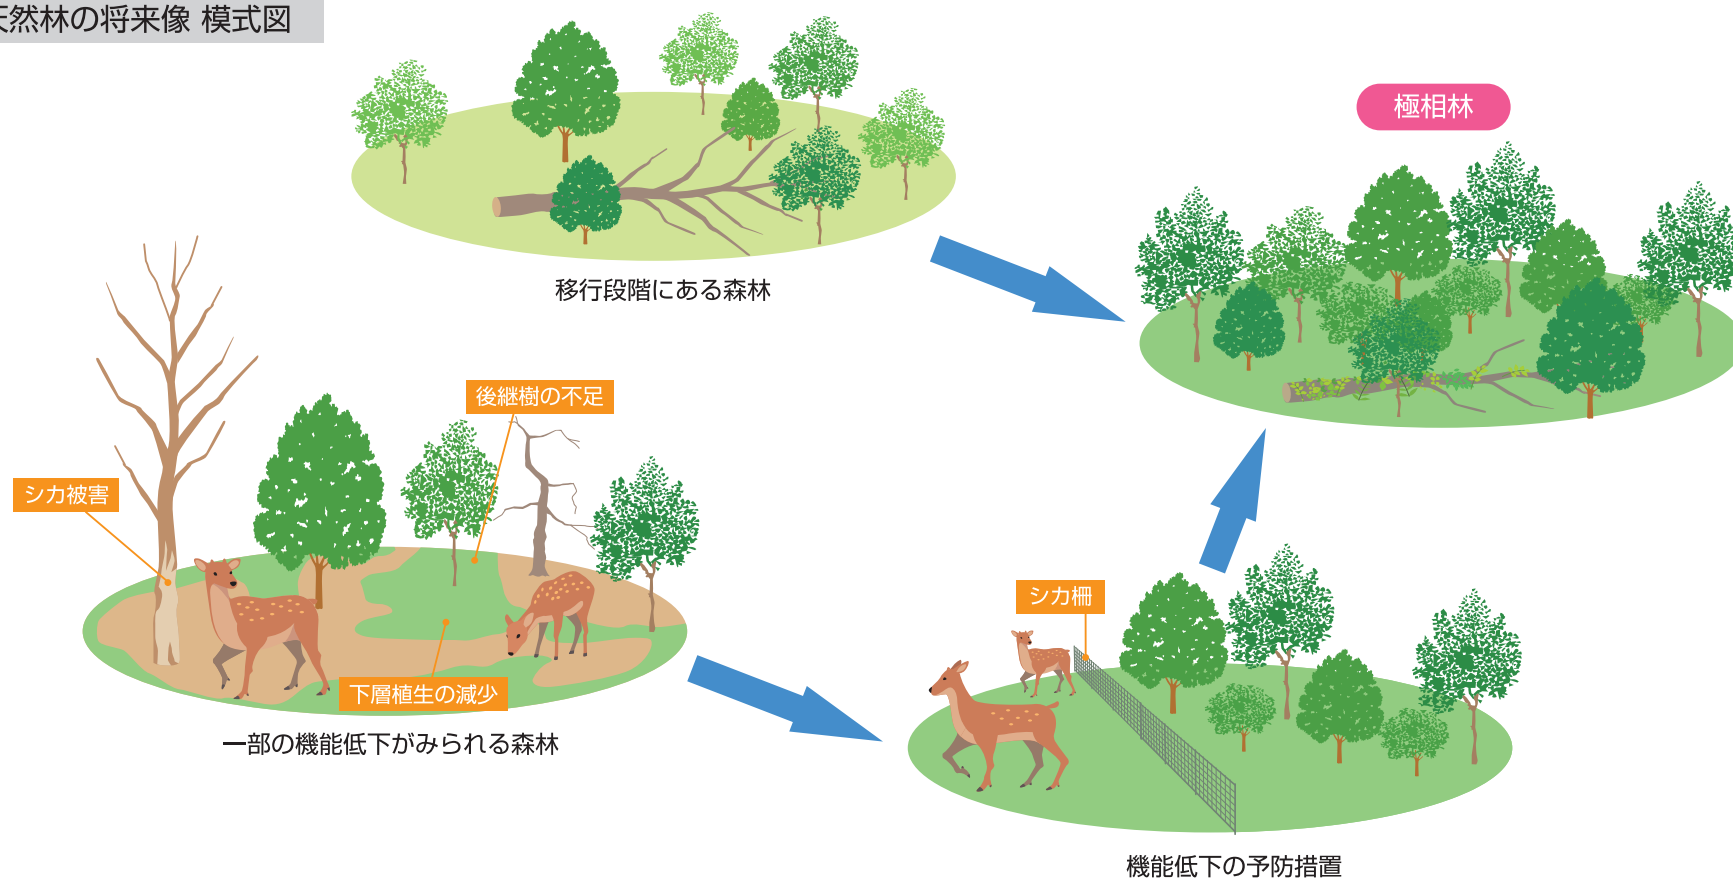 天然林の将来像 模式図
極相林
移行段階にある森林
後継樹の不足
シカ被害
下層植生の減少
一部の機能低下がみられる森林
シカ柵
機能低下の予防措置